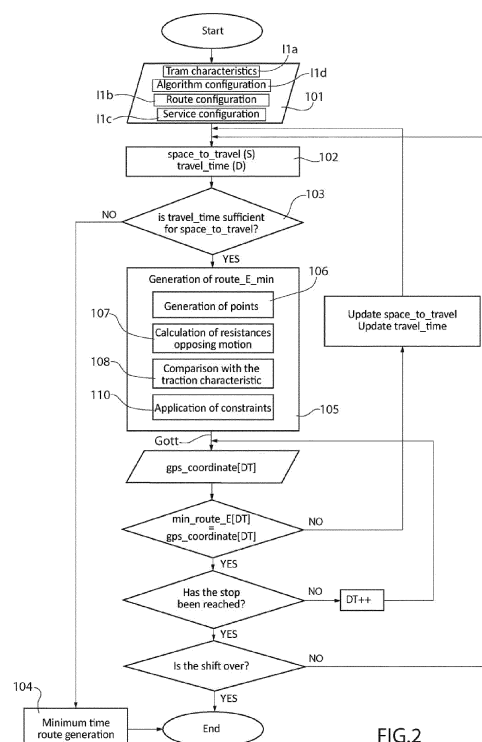 Start
I1a
Tram characteristics
I1d
Algorithm configuration
I1b
Route configuration
101
I1c
Service configuration
space_to_travel (S)
travel_time (D)
102
103
NO
is travel_time sufficient
for space_to_travel?
YES
Generation of route_E_min
106
Generation of points
107
Calculation of resistances
opposing motion
108
Comparison with the
traction characteristic
110
Application of constraints
105
Update space_to_travel
Update travel_time
Gott
gps_coordinate[DT]
min_route_E[DT]
=
gps_coordinate[DT]
NO
YES
Has the stop
been reached?
NO
DT++
YES
Is the shift over?
NO
YES
104
Minimum time
route generation
End
FIG.2